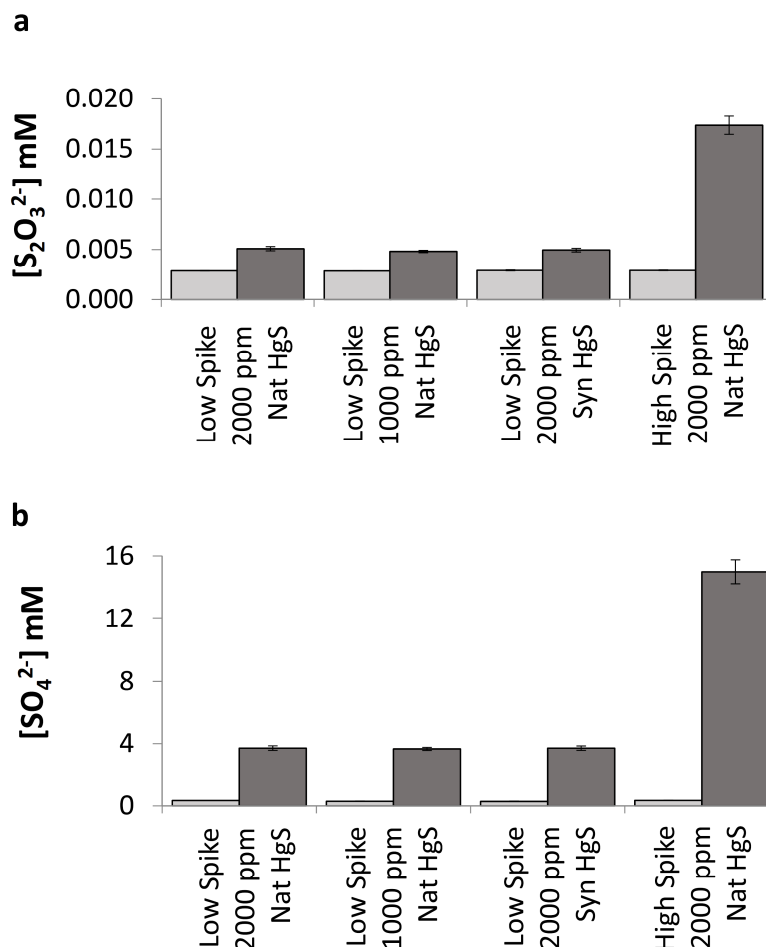 a
[S₂O₃²⁻] mM
0.020
0.015
0.010
0.005
0.000
Low Spike
2000 ppm
Nat HgS
Low Spike
1000 ppm
Nat HgS
Low Spike
2000 ppm
Syn HgS
High Spike
2000 ppm
Nat HgS
b
[SO₄²⁻] mM
16
12
8
4
0
Low Spike
2000 ppm
Nat HgS
Low Spike
1000 ppm
Nat HgS
Low Spike
2000 ppm
Syn HgS
High Spike
2000 ppm
Nat HgS